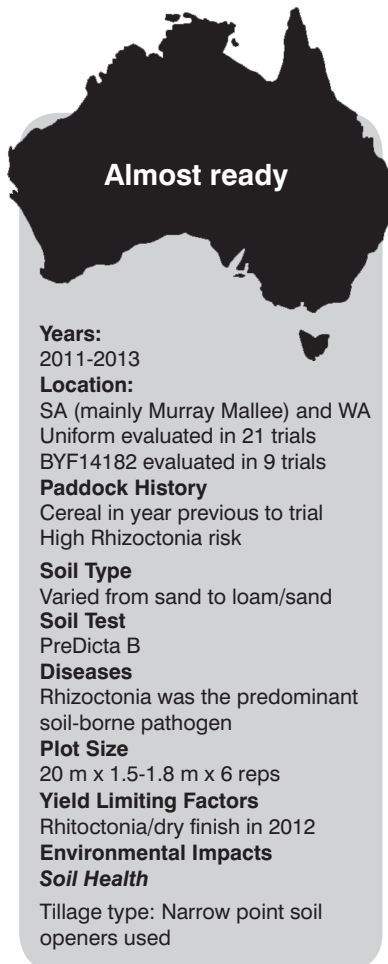 Almost ready
Years:
2011-2013
Location:
SA (mainly Murray Mallee) and WA
Uniform evaluated in 21 trials
BYF14182 evaluated in 9 trials
Paddock History
Cereal in year previous to trial
High Rhizoctonia risk
Soil Type
Varied from sand to loam/sand
Soil Test
PreDicta B
Diseases
Rhizoctonia was the predominant
soil-borne pathogen
Plot Size
20 m x 1.5-1.8 m x 6 reps
Yield Limiting Factors
Rhitoctonia/dry finish in 2012
Environmental Impacts
Soil Health
Tillage type: Narrow point soil
openers used